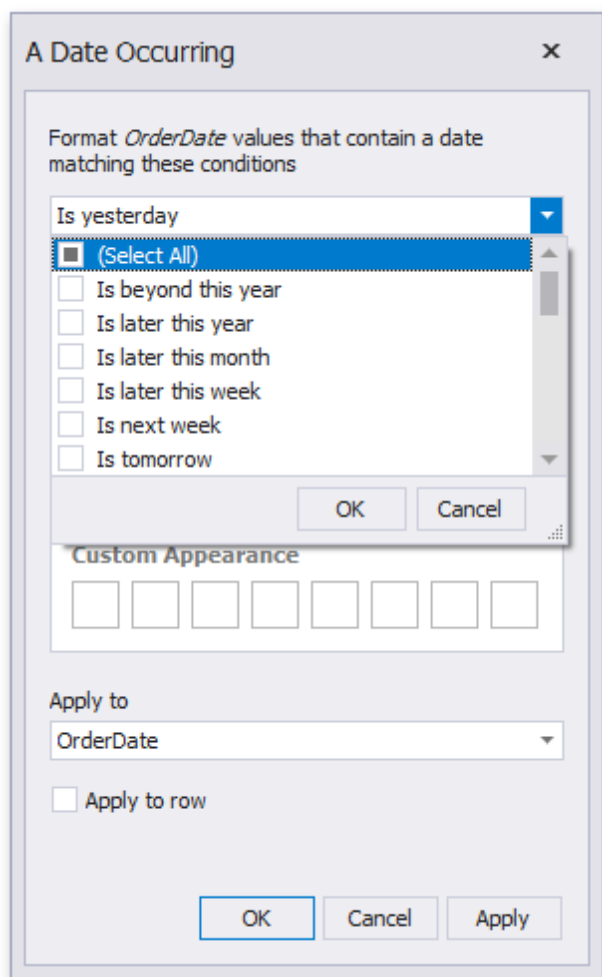 A Date Occurring
Format OrderDate values that contain a date
matching these conditions
Is yesterday
(Select All)
Is beyond this year
Is later this year
Is later this month
Is later this week
Is next week
Is tomorrow
OK Cancel
Custom Appearance
Apply to
OrderDate
Apply to row
OK Cancel Apply